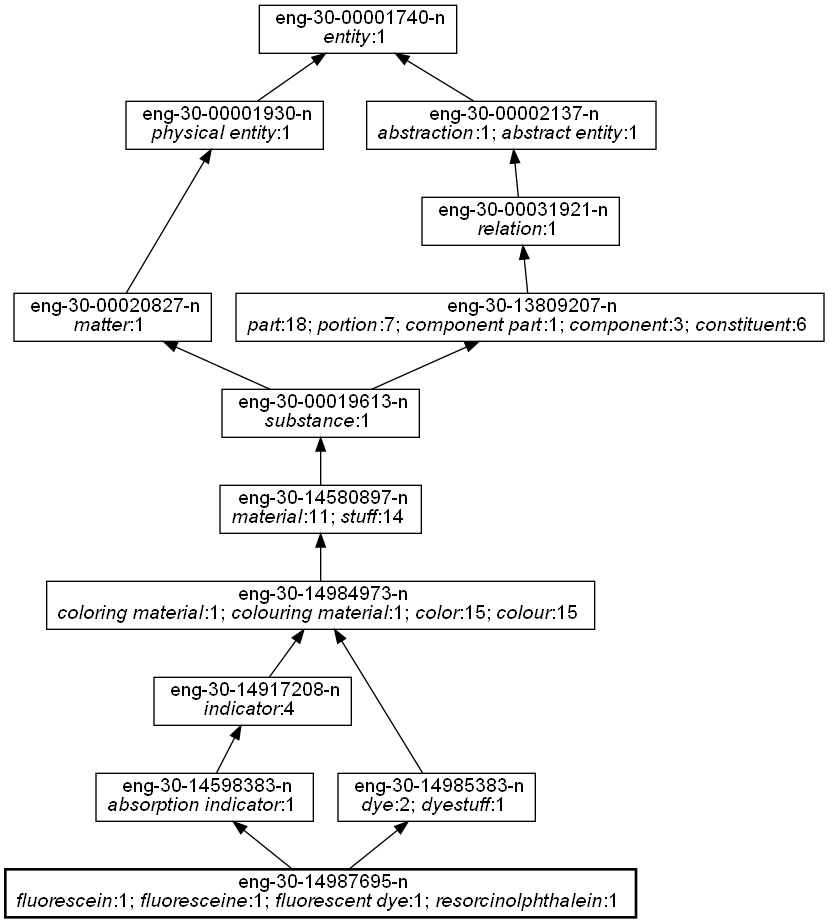 eng-30-00001740-n
entity:1
eng-30-00001930-n
physical entity:1
eng-30-00002137-n
abstraction:1; abstract entity:1
eng-30-00031921-n
relation:1
eng-30-00020827-n
matter:1
eng-30-13809207-n
part:18; portion:7; component part:1; component:3; constituent:6
eng-30-00019613-n
substance:1
eng-30-14580897-n
material:11; stuff:14
eng-30-14984973-n
coloring material:1; colouring material:1; color:15; colour:15
eng-30-14917208-n
indicator:4
eng-30-14598383-n
absorption indicator:1
eng-30-14985383-n
dye:2; dyestuff:1
eng-30-14987695-n
fluorescein:1; fluoresceine:1; fluorescent dye:1; resorcinolphthalein:1